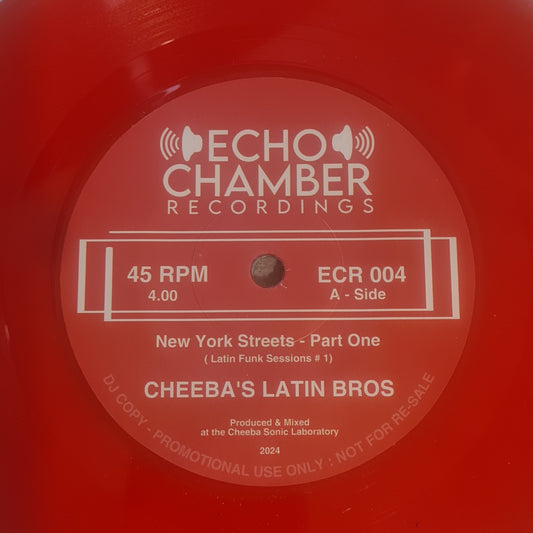 ECHO
CHAMBER
RECORDINGS
45 RPM
4.00
ECR 004
A - Side
New York Streets - Part One
( Latin Funk Sessions # 1)
CHEEBA'S LATIN BROS
Produced & Mixed
at the Cheeba Sonic Laboratory
2024
DJ COPY - PROMOTIONAL USE ONLY : NOT FOR RE-SALE